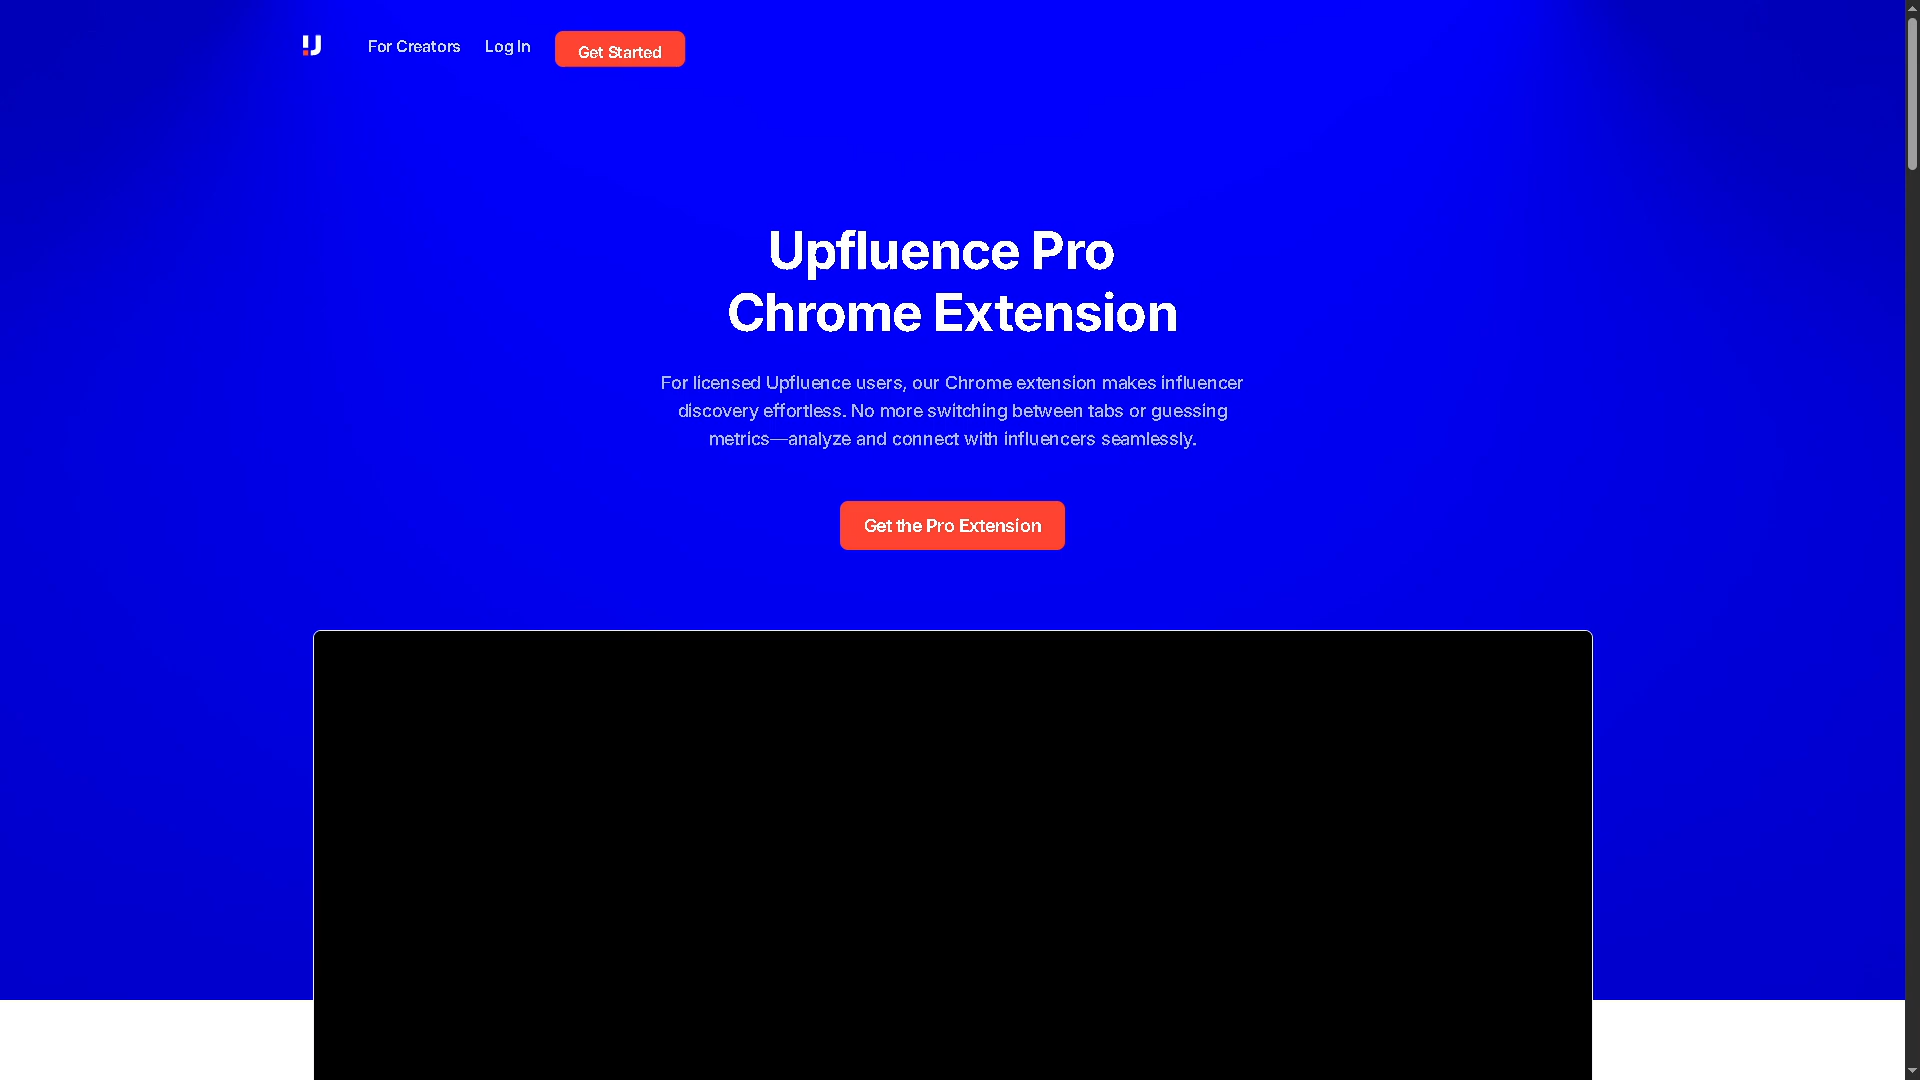 For Creators
Log In
Get Started
Upfluence Pro
Chrome Extension
For licensed Upfluence users, our Chrome extension makes influencer
discovery effortless. No more switching between tabs or guessing
metrics—analyze and connect with influencers seamlessly.
Get the Pro Extension